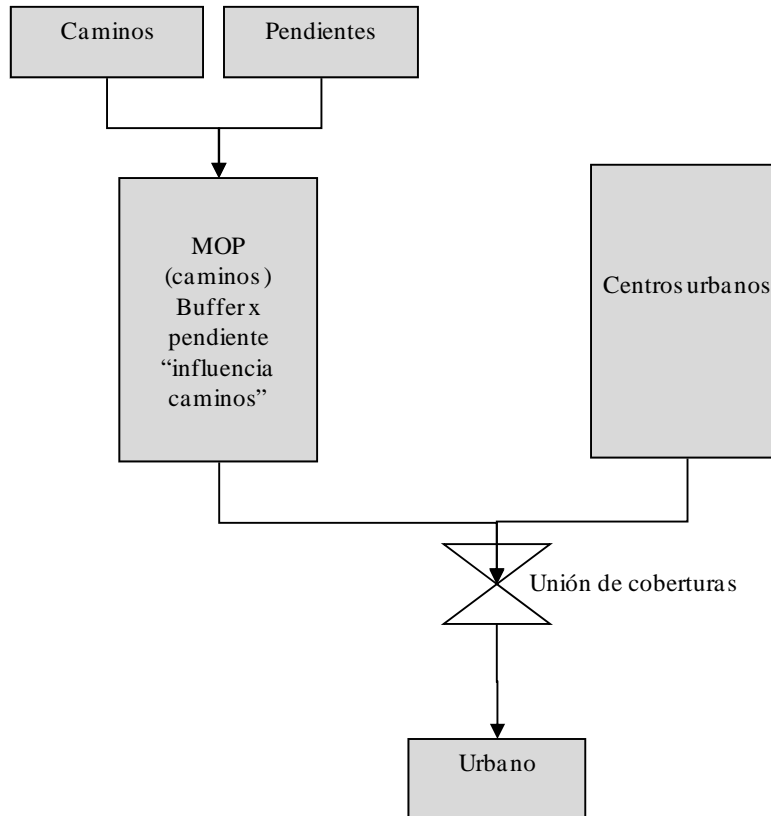 Caminos
Pendientes
MOP
(caminos)
Buffer x
pendiente
“influencia
caminos”
Centros urbanos
Unión de coberturas
Urbano